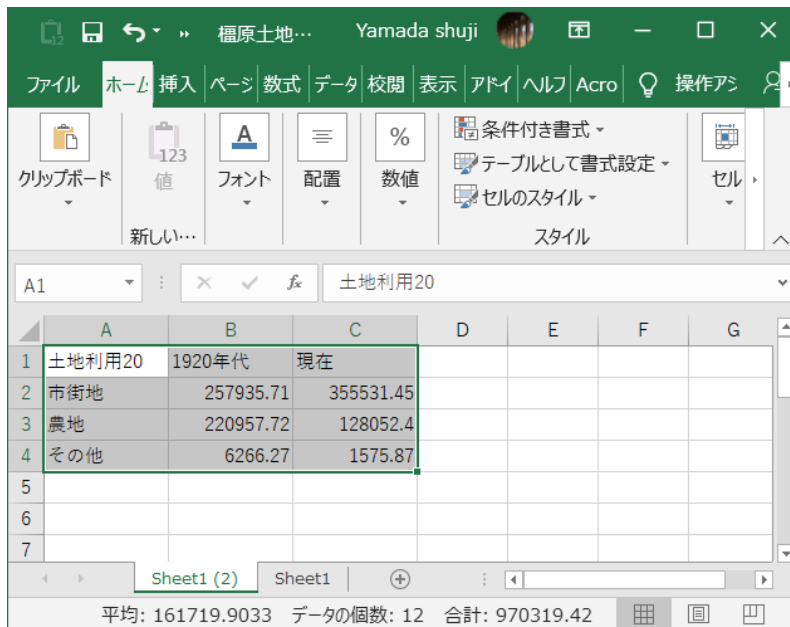 12 橿原土地… Yamada shuji
ファイル ホーム 挿入 ページ 数式 データ 校閲 表示 アドイ ヘルプ Acro 操作アシ
クリップボード
123
値
新しい…
A
フォント
配置
%
数値
条件付き書式
テーブルとして書式設定
セルのスタイル
スタイル
セル
A1 fx 土地利用20
A B C D E F G
1 土地利用20 1920年代 現在
2 市街地 257935.71 355531.45
3 農地 220957.72 128052.4
4 その他 6266.27 1575.87
5
6
7
Sheet1 (2) Sheet1
平均: 161719.9033 データの個数: 12 合計: 970319.42